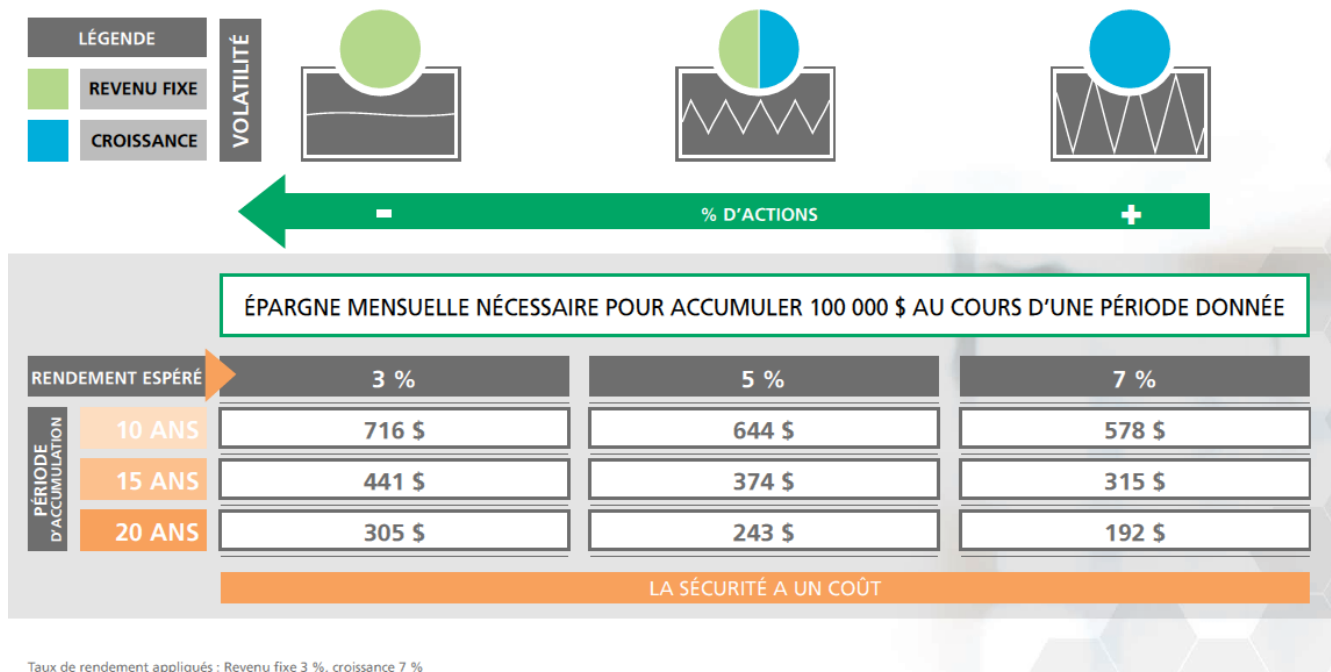 LÉGENDE
REVENU FIXE
CROISSANCE
VOLATILITÉ
- % D'ACTIONS +
ÉPARGNE MENSUELLE NÉCESSAIRE POUR ACCUMULER 100 000 $ AU COURS D'UNE PÉRIODE DONNÉE
RENDEMENT ESPÉRÉ 3 % 5 % 7 %
PÉRIODE
D'ACCUMULATION
10 ANS 716 $ 644 $ 578 $
15 ANS 441 $ 374 $ 315 $
20 ANS 305 $ 243 $ 192 $
LA SÉCURITÉ A UN COÛT
Taux de rendement appliqués : Revenu fixe 3 %, croissance 7 %